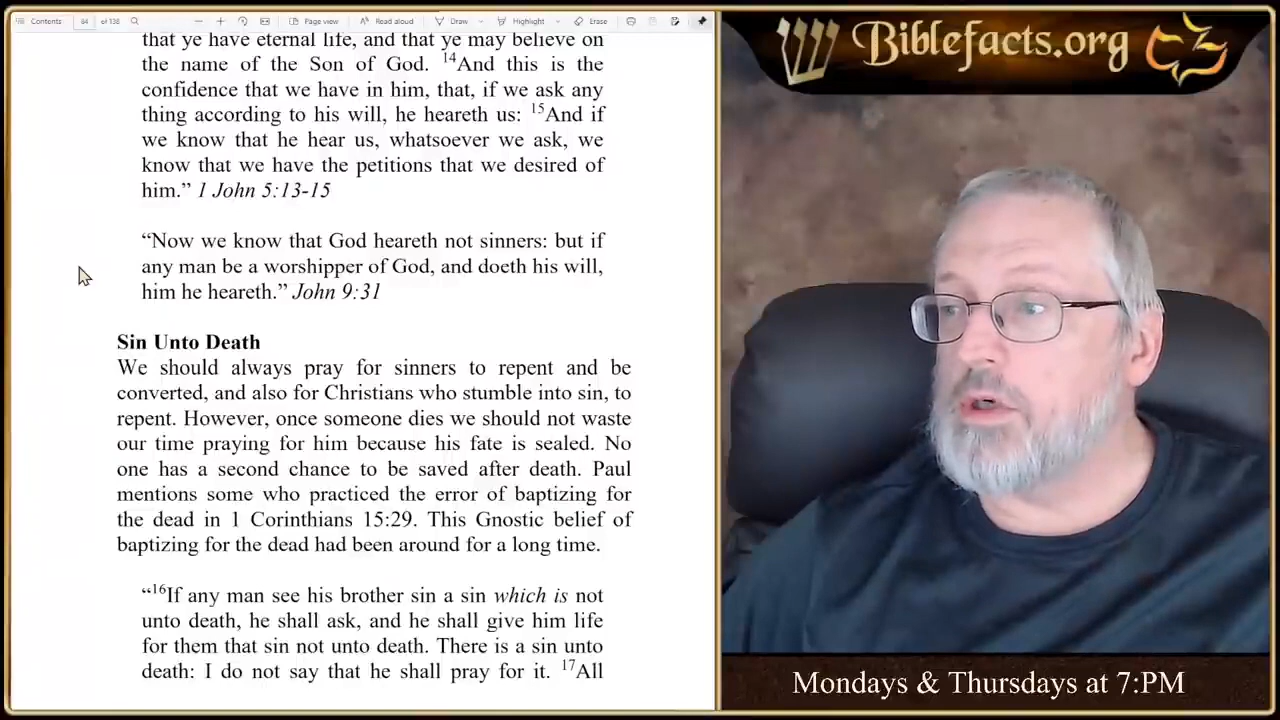 Contents
84
of 138
Page view
Read aloud
Draw
Highlight
Erase
that ye have eternal life, and that ye may believe on
the name of the Son of God. 14And this is the
confidence that we have in him, that, if we ask any
thing according to his will, he heareth us: 15And if
we know that he hear us, whatsoever we ask, we
know that we have the petitions that we desired of
him.” 1 John 5:13-15
“Now we know that God heareth not sinners: but if
any man be a worshipper of God, and doeth his will,
him he heareth.” John 9:31
Sin Unto Death
We should always pray for sinners to repent and be
converted, and also for Christians who stumble into sin, to
repent. However, once someone dies we should not waste
our time praying for him because his fate is sealed. No
one has a second chance to be saved after death. Paul
mentions some who practiced the error of baptizing for
the dead in 1 Corinthians 15:29. This Gnostic belief of
baptizing for the dead had been around for a long time.
“16If any man see his brother sin a sin which is not
unto death, he shall ask, and he shall give him life
for them that sin not unto death. There is a sin unto
death: I do not say that he shall pray for it. 17All
ש Biblefacts.org
Mondays & Thursdays at 7:PM